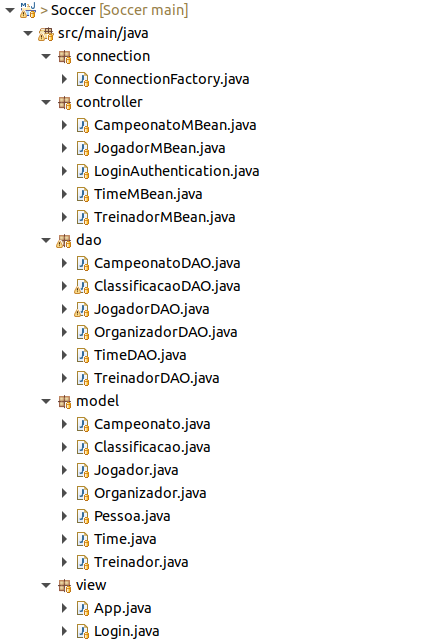 > Soccer [Soccer main]
src/main/java
connection
ConnectionFactory.java
controller
CampeonatoMBean.java
JogadorMBean.java
LoginAuthentication.java
TimeMBean.java
TreinadorMBean.java
dao
CampeonatoDAO.java
ClassificacaoDAO.java
JogadorDAO.java
OrganizadorDAO.java
TimeDAO.java
TreinadorDAO.java
model
Campeonato.java
Classificacao.java
Jogador.java
Organizador.java
Pessoa.java
Time.java
Treinador.java
view
App.java
Login.java